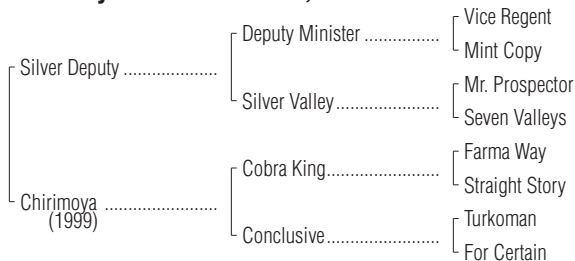 Vice Regent
Deputy Minister ................
Mint Copy
Silver Deputy ....................
Mr. Prospector
Silver Valley......................
Seven Valleys
Farma Way
Cobra King........................
Straight Story
Chirimoya ........................
(1999)
Turkoman
Conclusive........................
For Certain